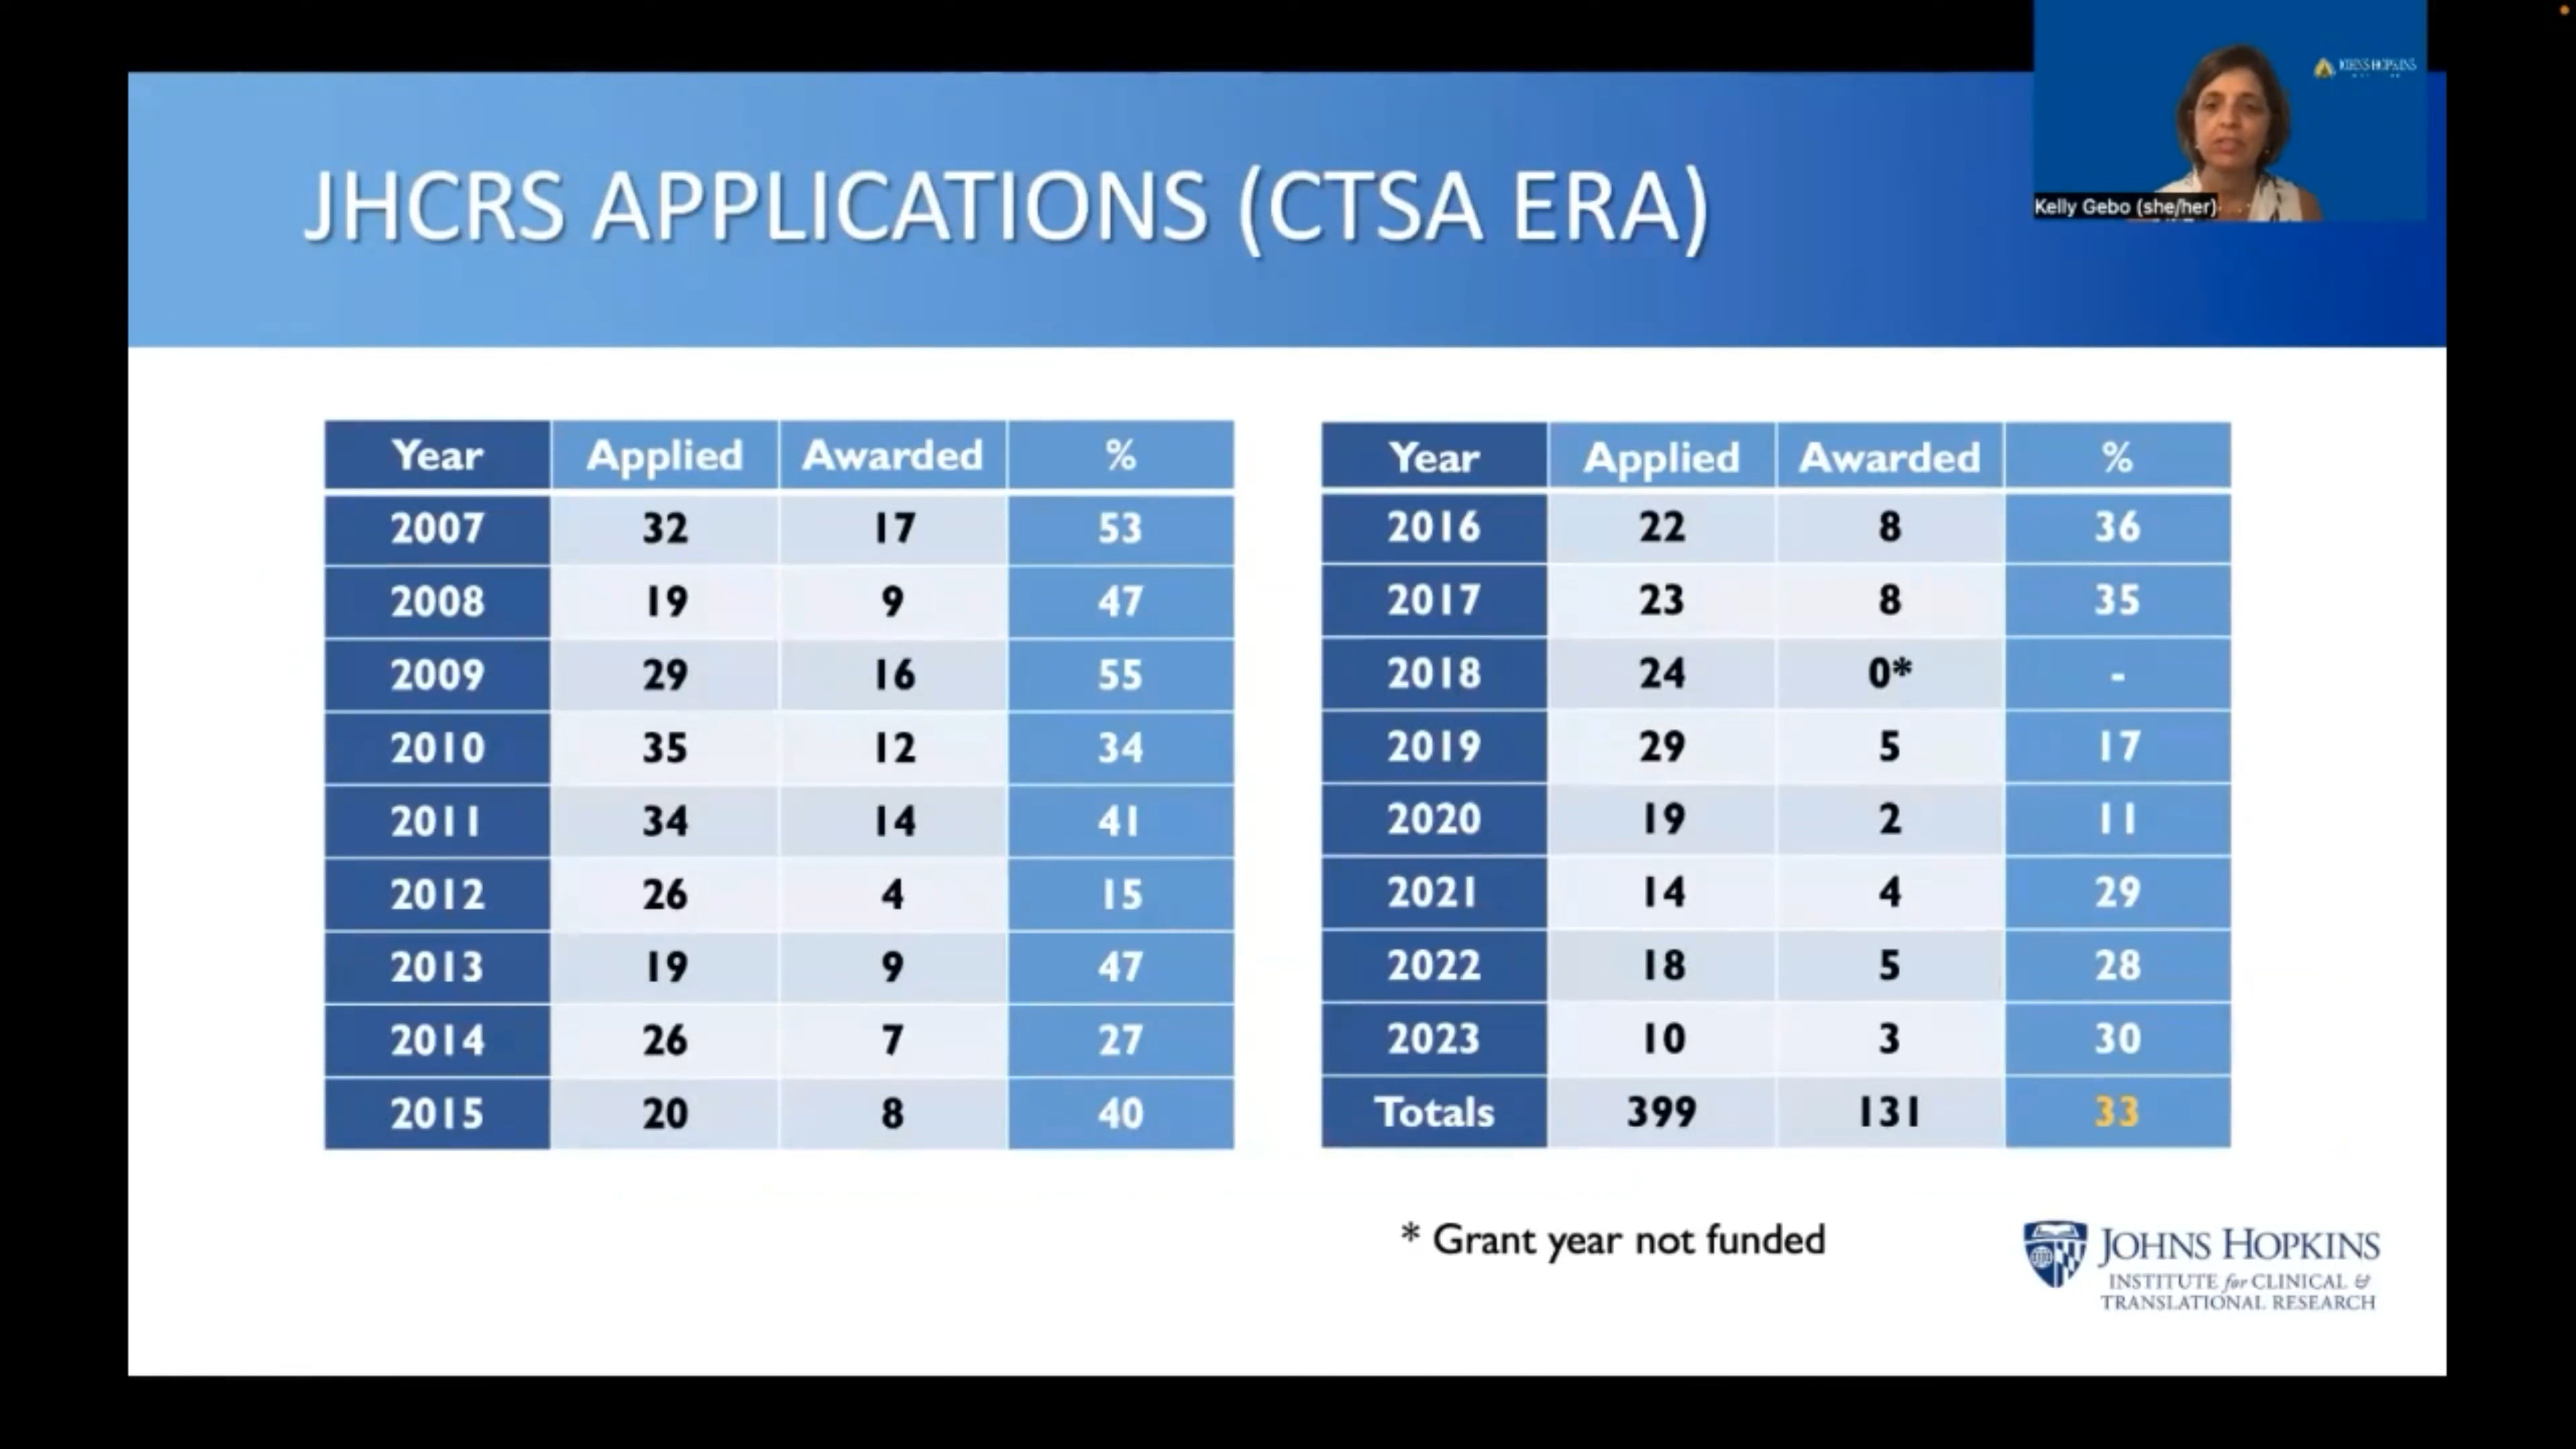 JOHNS HOPKINS
Kelly Gebo (she/her)
JHCRS APPLICATIONS (CTSA ERA)
Year Applied Awarded %
2007 32 17 53
2008 19 9 47
2009 29 16 55
2010 35 12 34
2011 34 14 41
2012 26 4 15
2013 19 9 47
2014 26 7 27
2015 20 8 40
Year Applied Awarded %
2016 22 8 36
2017 23 8 35
2018 24 0* -
2019 29 5 17
2020 19 2 11
2021 14 4 29
2022 18 5 28
2023 10 3 30
Totals 399 131 33
* Grant year not funded
JOHNS HOPKINS
INSTITUTE for CLINICAL &
TRANSLATIONAL RESEARCH